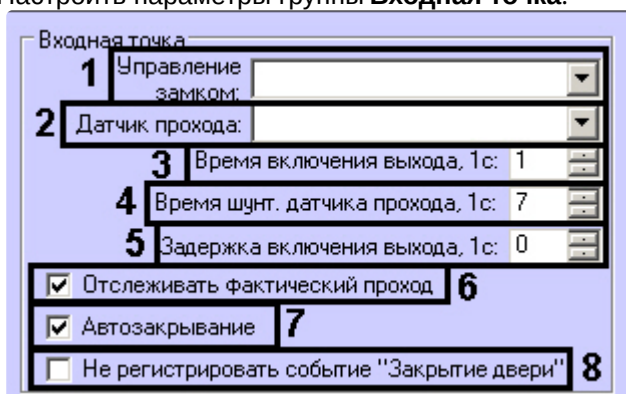 Настроить параметры группы Входная точка.
Входная точка
1 Управление
замком:
2 Датчик прохода:
3 Время включения выхода, 1с: 1
4 Время шунт. датчика прохода, 1с: 7
5 Задержка включения выхода, 1с: 0
Отслеживать фактический проход 6
Автозакрывание 7
Не регистрировать событие "Закрытие двери" 8